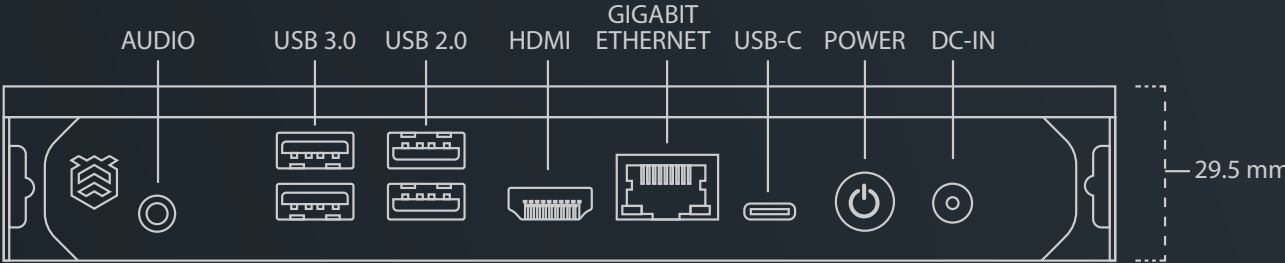 GIGABIT
AUDIO USB 3.0 USB 2.0 HDMI ETHERNET USB-C POWER DC-IN
29.5 mm